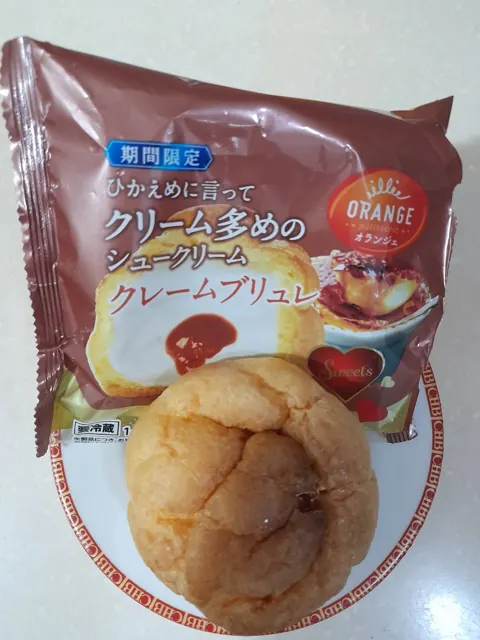 期間限定
ひかえめに言って
クリーム多めの
シュークリーム
クレームブリュレ
ORANGE
オランジェ
Sweets
要冷蔵